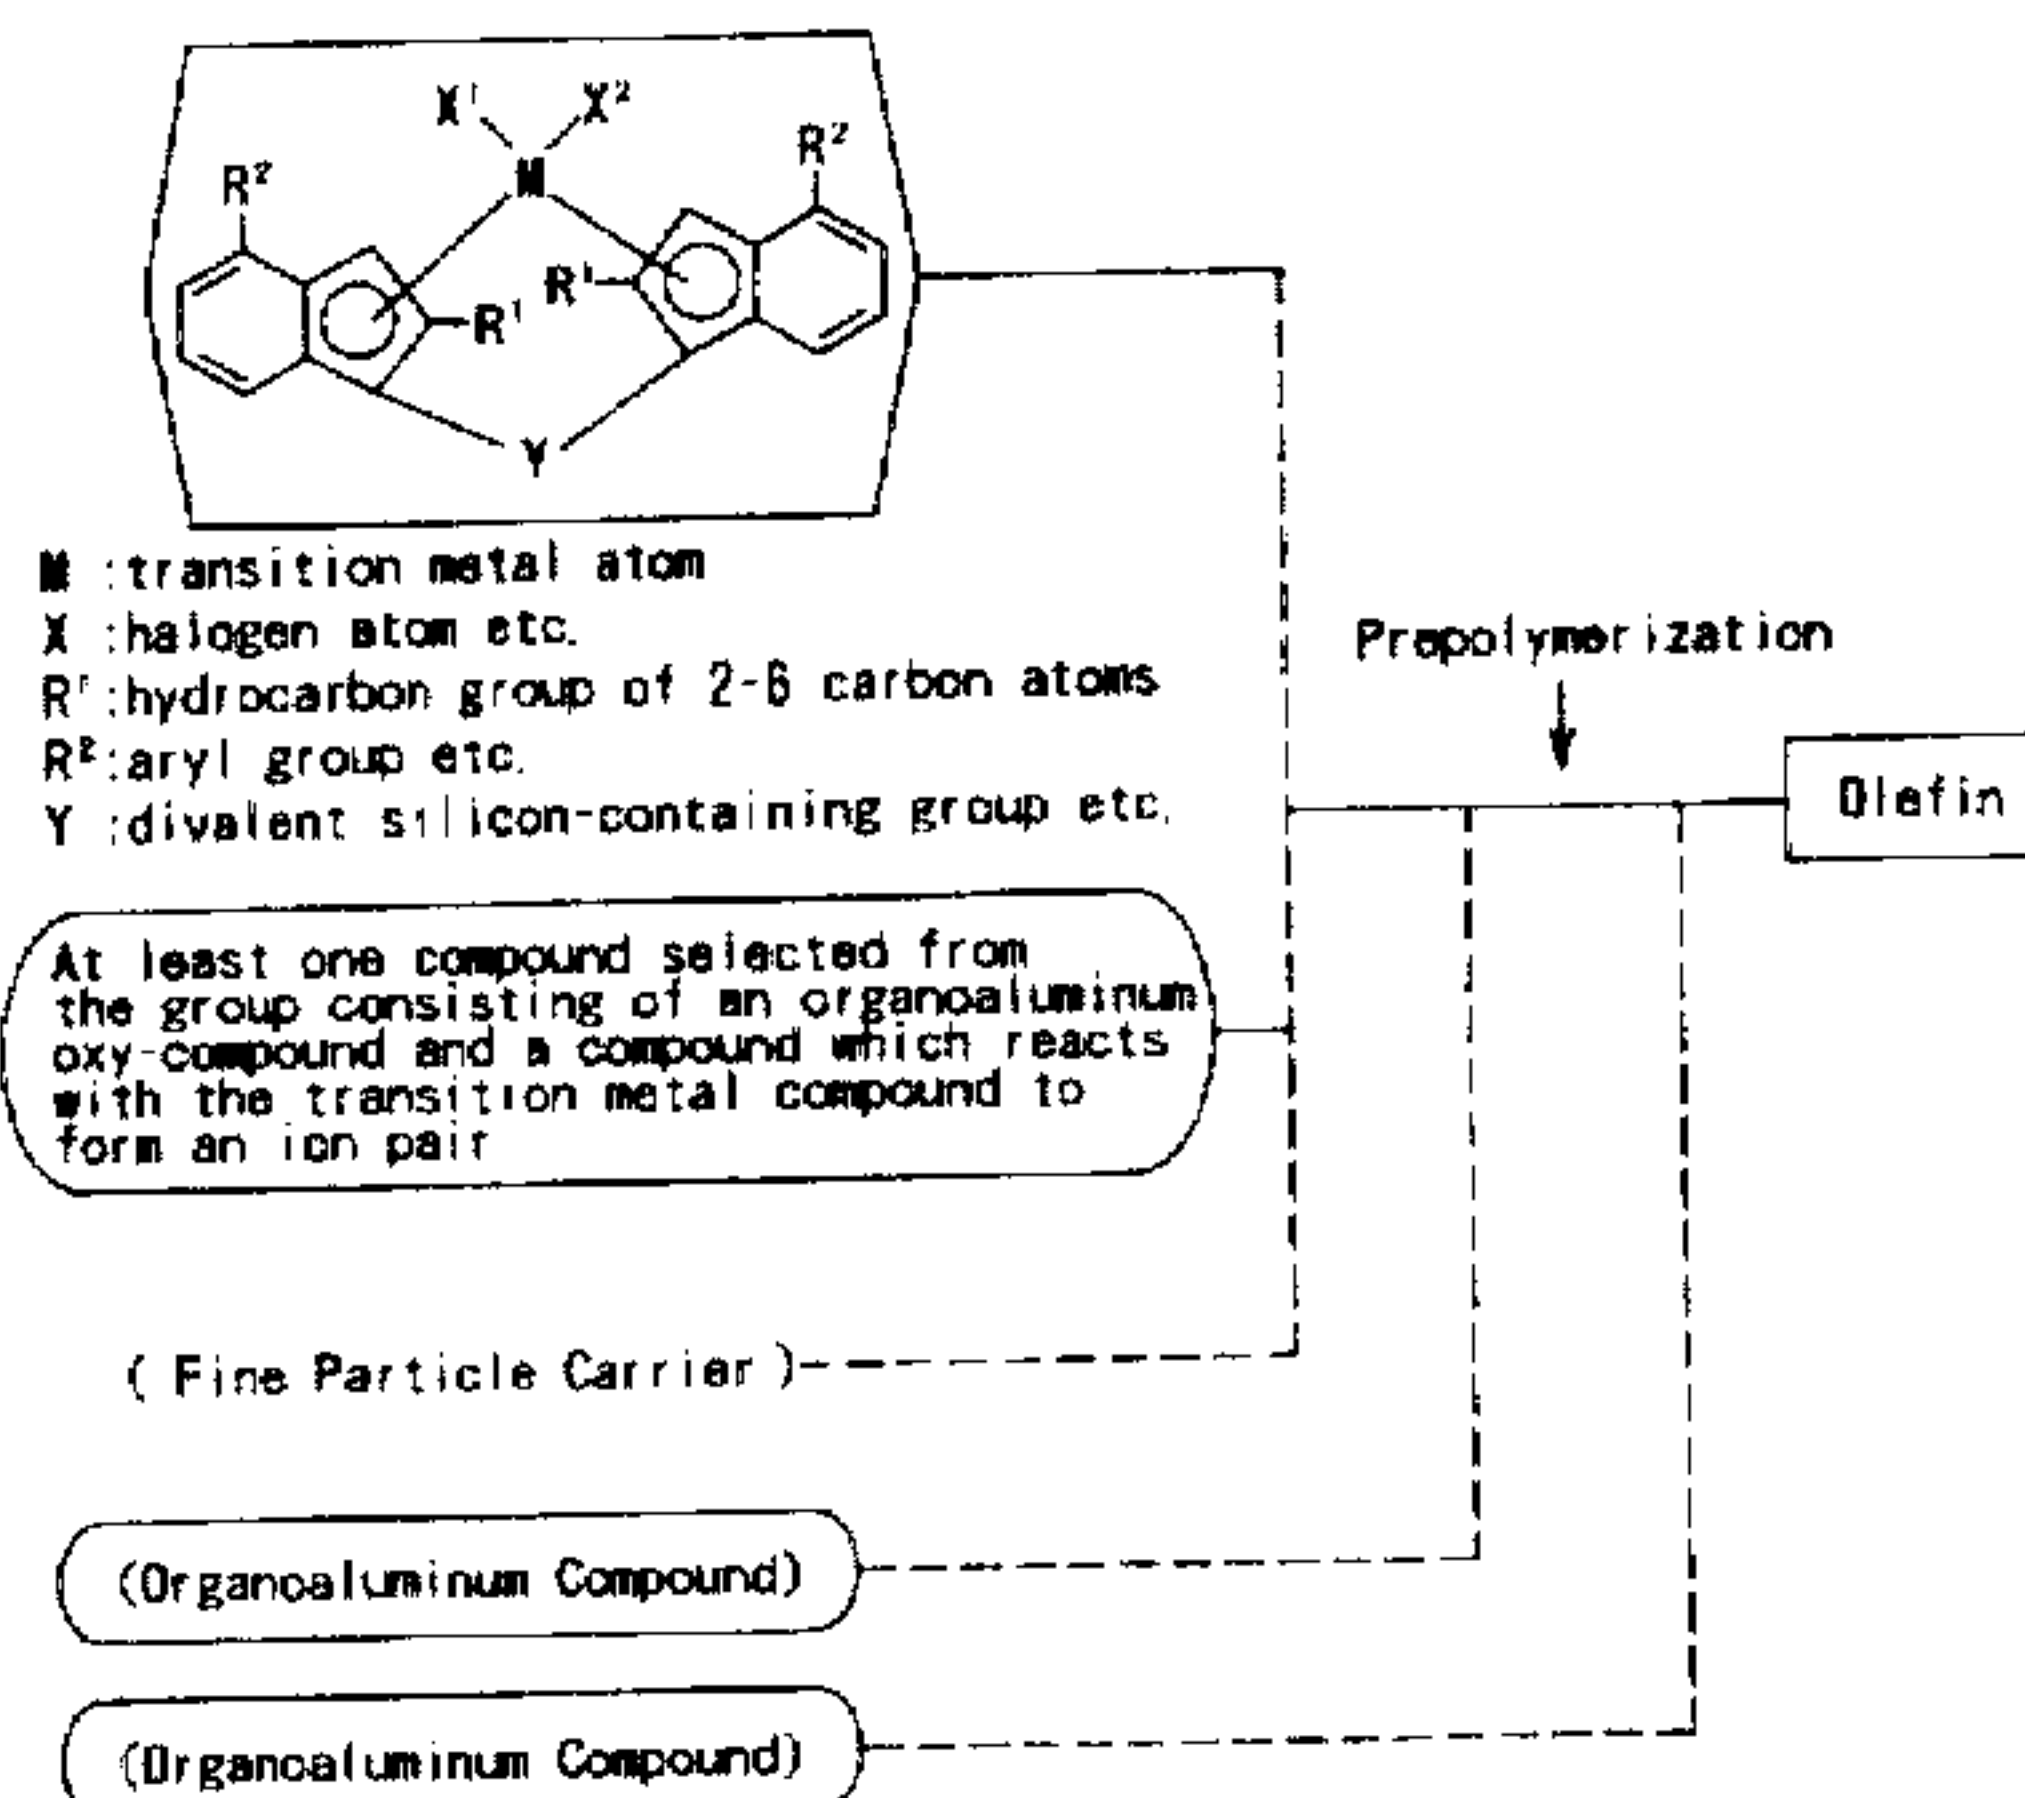 X¹ X²
R² M R²
R¹ R¹
Y
M :transition metal atom
X :halogen atom etc.
R¹:hydrocarbon group of 2-6 carbon atoms
R²:aryl group etc.
Y :divalent silicon-containing group etc.
Prepolymerization
Olefin
At least one compound selected from
the group consisting of an organoaluminum
oxy-compound and a compound which reacts
with the transition metal compound to
form an ion pair
( Fine Particle Carrier )
(Organoaluminum Compound)
(Organoaluminum Compound)